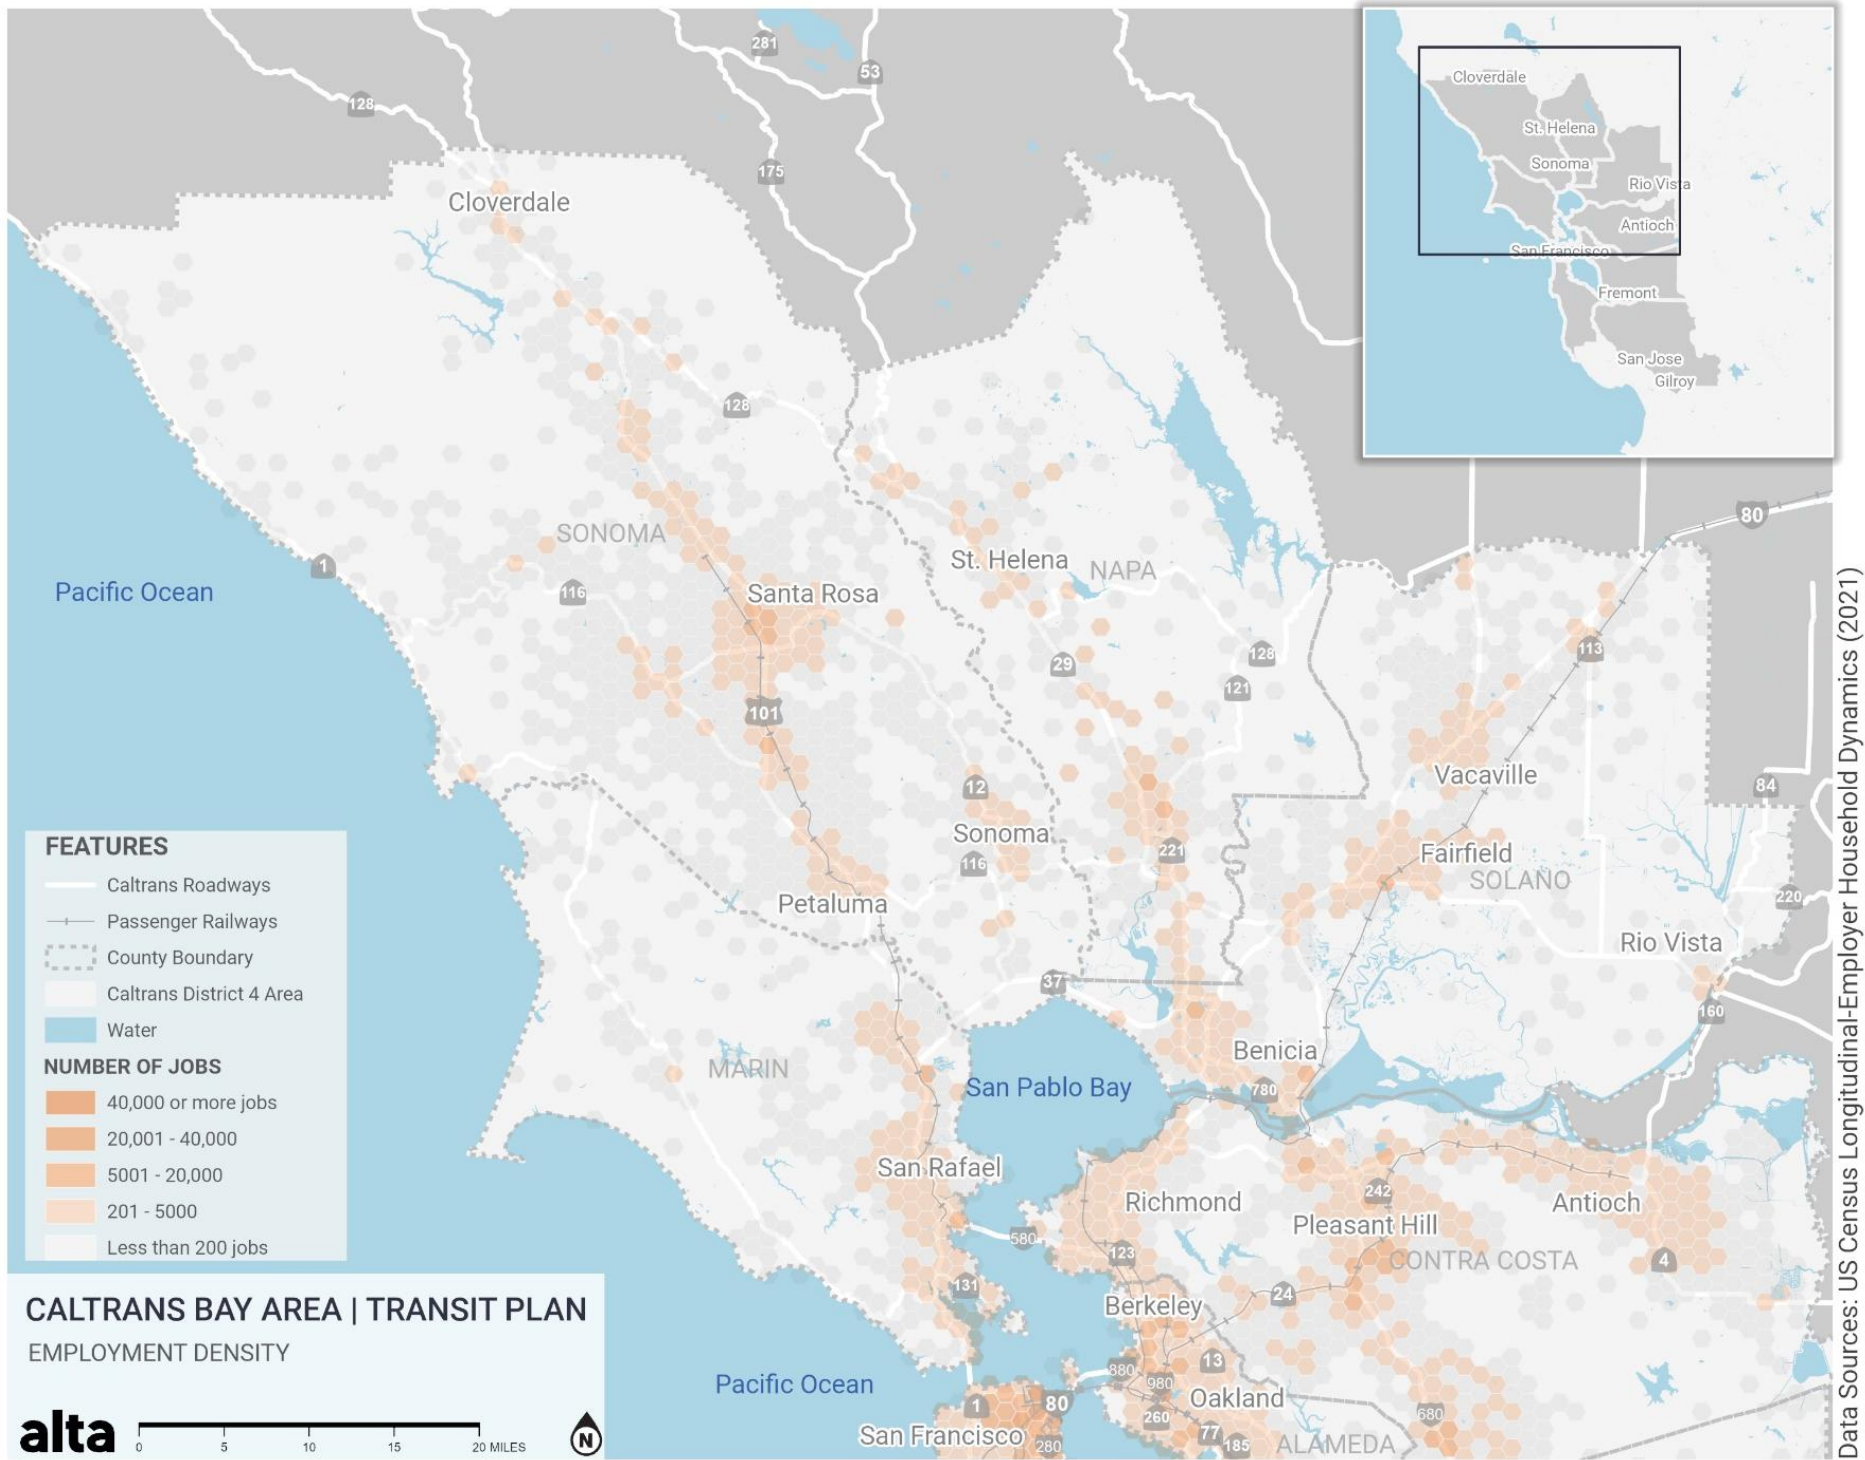 281
53
128
175
Cloverdale
128
1
Pacific Ocean
SONOMA
116
Santa Rosa
St. Helena
NAPA
29
128
121
113
80
101
12
Sonoma
116
221
Vacaville
84
Fairfield
SOLANO
220
Petaluma
Rio Vista
37
160
MARIN
San Pablo Bay
Benicia
780
San Rafael
Richmond
242
Pleasant Hill
Antioch
580
123
CONTRA COSTA
4
131
24
Berkeley
880
13
980
Pacific Ocean
Oakland
1
80
260
77
680
San Francisco
280
185
ALAMEDA
Cloverdale
St. Helena
Sonoma
Rio Vista
Antioch
San Francisco
Fremont
San Jose
Gilroy
FEATURES
Caltrans Roadways
Passenger Railways
County Boundary
Caltrans District 4 Area
Water
NUMBER OF JOBS
40,000 or more jobs
20,001 - 40,000
5001 - 20,000
201 - 5000
Less than 200 jobs
CALTRANS BAY AREA | TRANSIT PLAN
EMPLOYMENT DENSITY
alta
0 5 10 15 20 MILES
N
Data Sources: US Census Longitudinal-Employer Household Dynamics (2021)